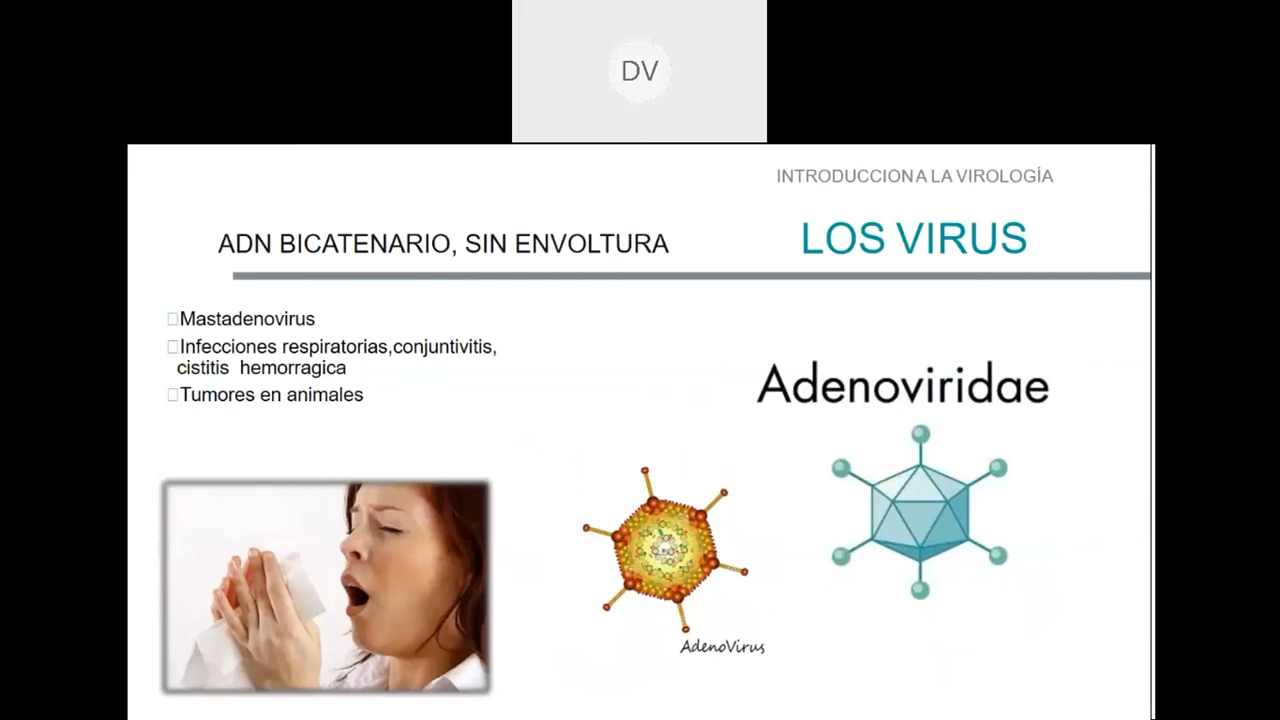 DV
INTRODUCCION A LA VIROLOGÍA
ADN BICATENARIO, SIN ENVOLTURA
LOS VIRUS
Mastadenovirus
Infecciones respiratorias,conjuntivitis,
cistitis hemorragica
Tumores en animales
Adenoviridae
AdenoVirus